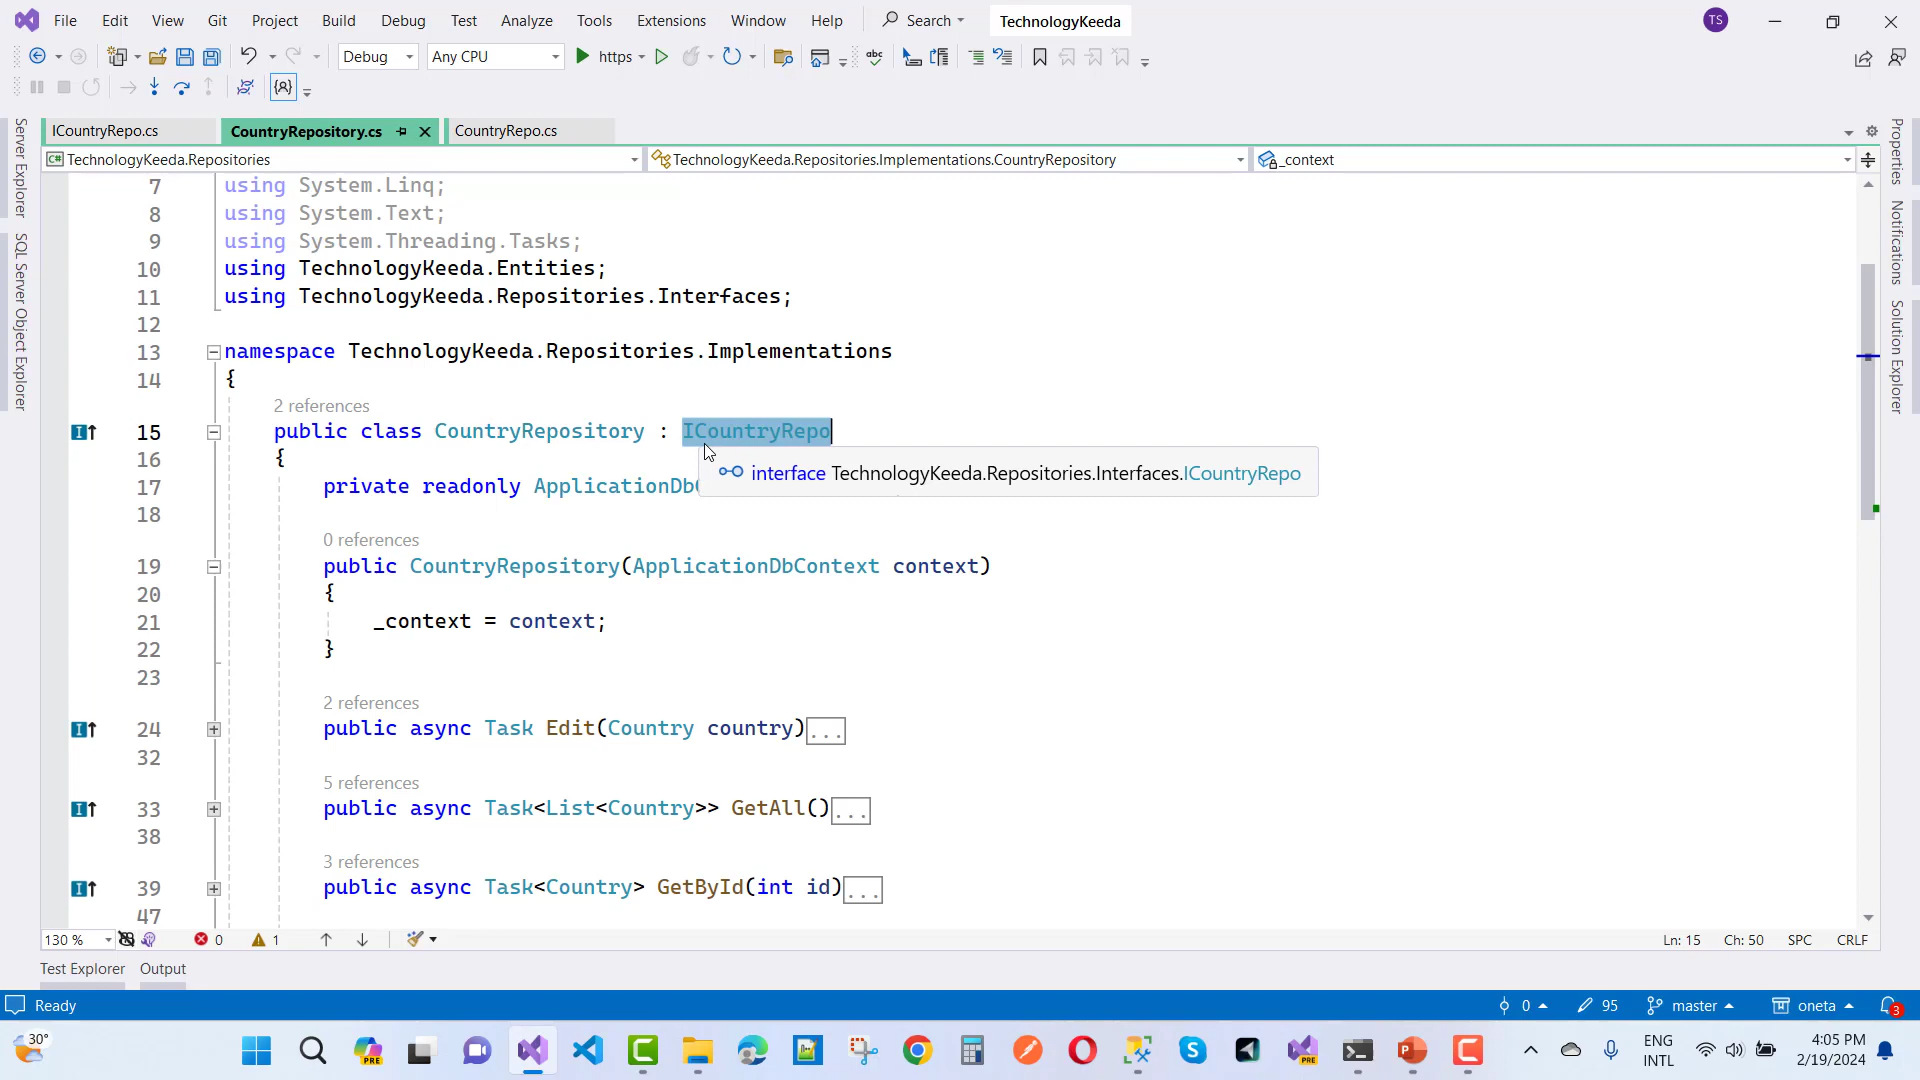 File Edit View Git Project Build Debug Test Analyze Tools Extensions Window Help Search TechnologyKeeda TS
Debug Any CPU https
ICountryRepo.cs CountryRepository.cs CountryRepo.cs
TechnologyKeeda.Repositories TechnologyKeeda.Repositories.Implementations.CountryRepository _context
7 using System.Linq;
8 using System.Text;
9 using System.Threading.Tasks;
10 using TechnologyKeeda.Entities;
11 using TechnologyKeeda.Repositories.Interfaces;
12
13 namespace TechnologyKeeda.Repositories.Implementations
14 {
2 references
15 public class CountryRepository : ICountryRepo
16 {
interface TechnologyKeeda.Repositories.Interfaces.ICountryRepo
17 private readonly ApplicationDb
18
0 references
19 public CountryRepository(ApplicationDbContext context)
20 {
21 _context = context;
22 }
23
2 references
24 public async Task Edit(Country country)...
32
5 references
33 public async Task<List<Country>> GetAll()...
38
3 references
39 public async Task<Country> GetById(int id)...
47
130 % 0 1 Ln: 15 Ch: 50 SPC CRLF
Test Explorer Output
Ready 0 95 master oneta 3
Server Explorer
SQL Server Object Explorer
Properties
Notifications
Solution Explorer
30° PRE PRE ENG INTL 4:05 PM
2/19/2024